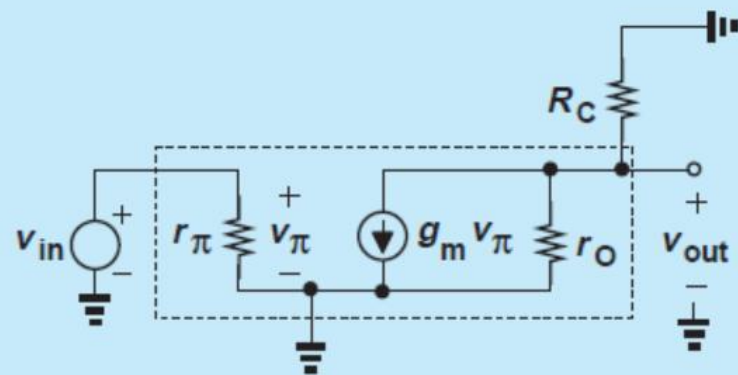 R_C
+
+
+
v_in
r_π
v_π
g_m v_π
r_O
v_out
−
−
−